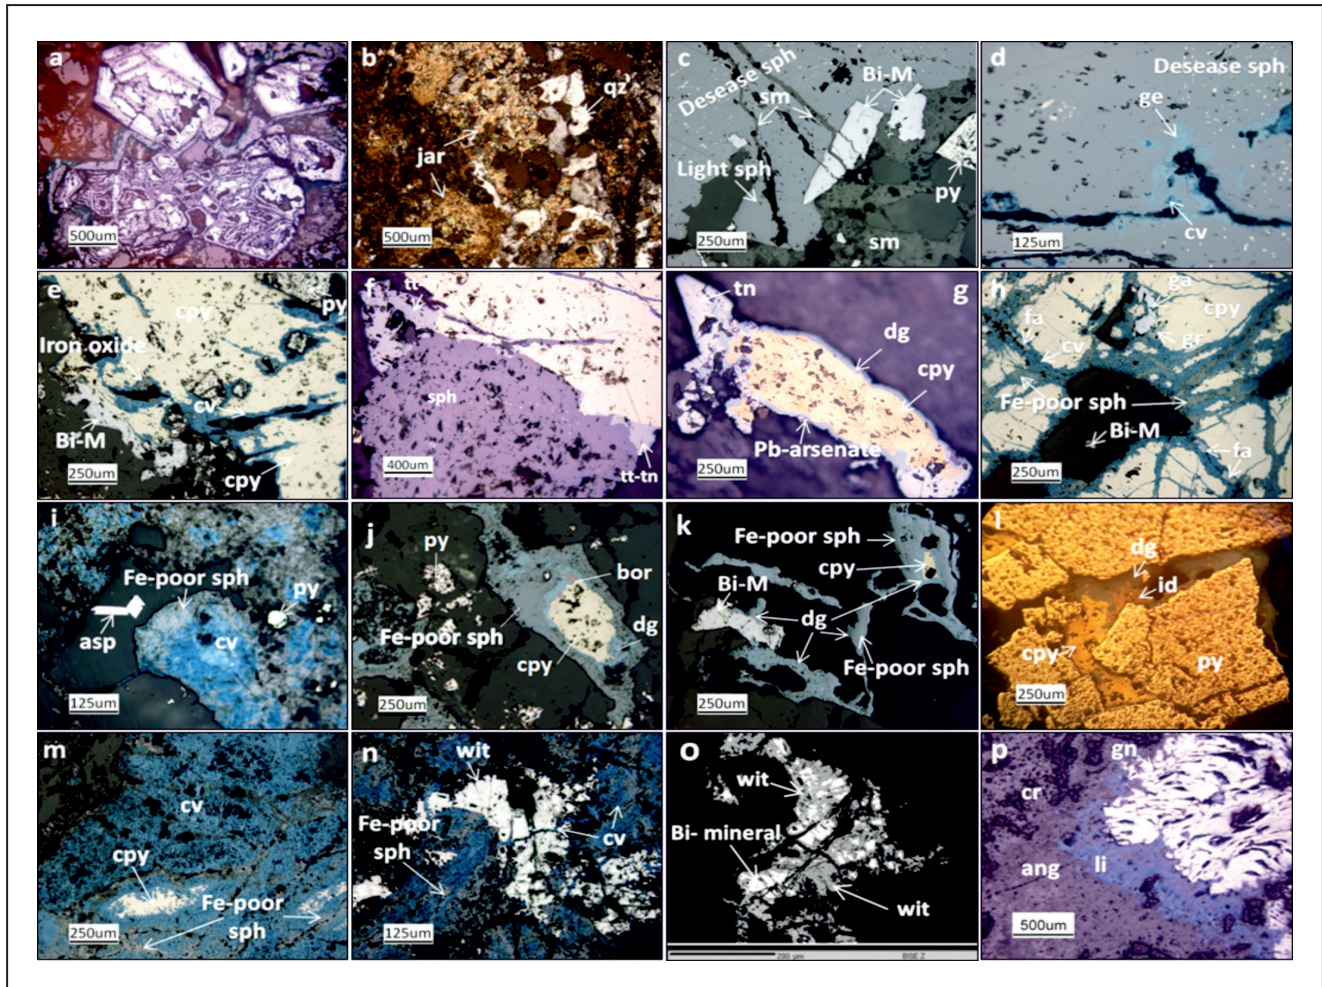 a
500um
b
qz
jar
500um
c
Desease sph
sm
Bi-M
Light sph
py
sm
250um
d
Desease sph
ge
cv
125um
e
cpy
py
Iron oxide
cv
Bi-M
cpy
250um
f
tt
sph
tt-tn
400um
g
tn
dg
cpy
Pb-arsenate
250um
h
ga
cpy
fa
cv
gr
Fe-poor sph
Bi-M
fa
250um
i
Fe-poor sph
py
asp
cv
125um
j
py
bor
Fe-poor sph
dg
cpy
250um
k
Fe-poor sph
cpy
Bi-M
dg
Fe-poor sph
250um
l
dg
id
cpy
py
250um
m
cv
cpy
Fe-poor
sph
250um
n
wit
Fe-poor
sph
cv
125um
o
wit
Bi- mineral
wit
200 µm
BSE Z
p
gn
cr
ang
li
500um